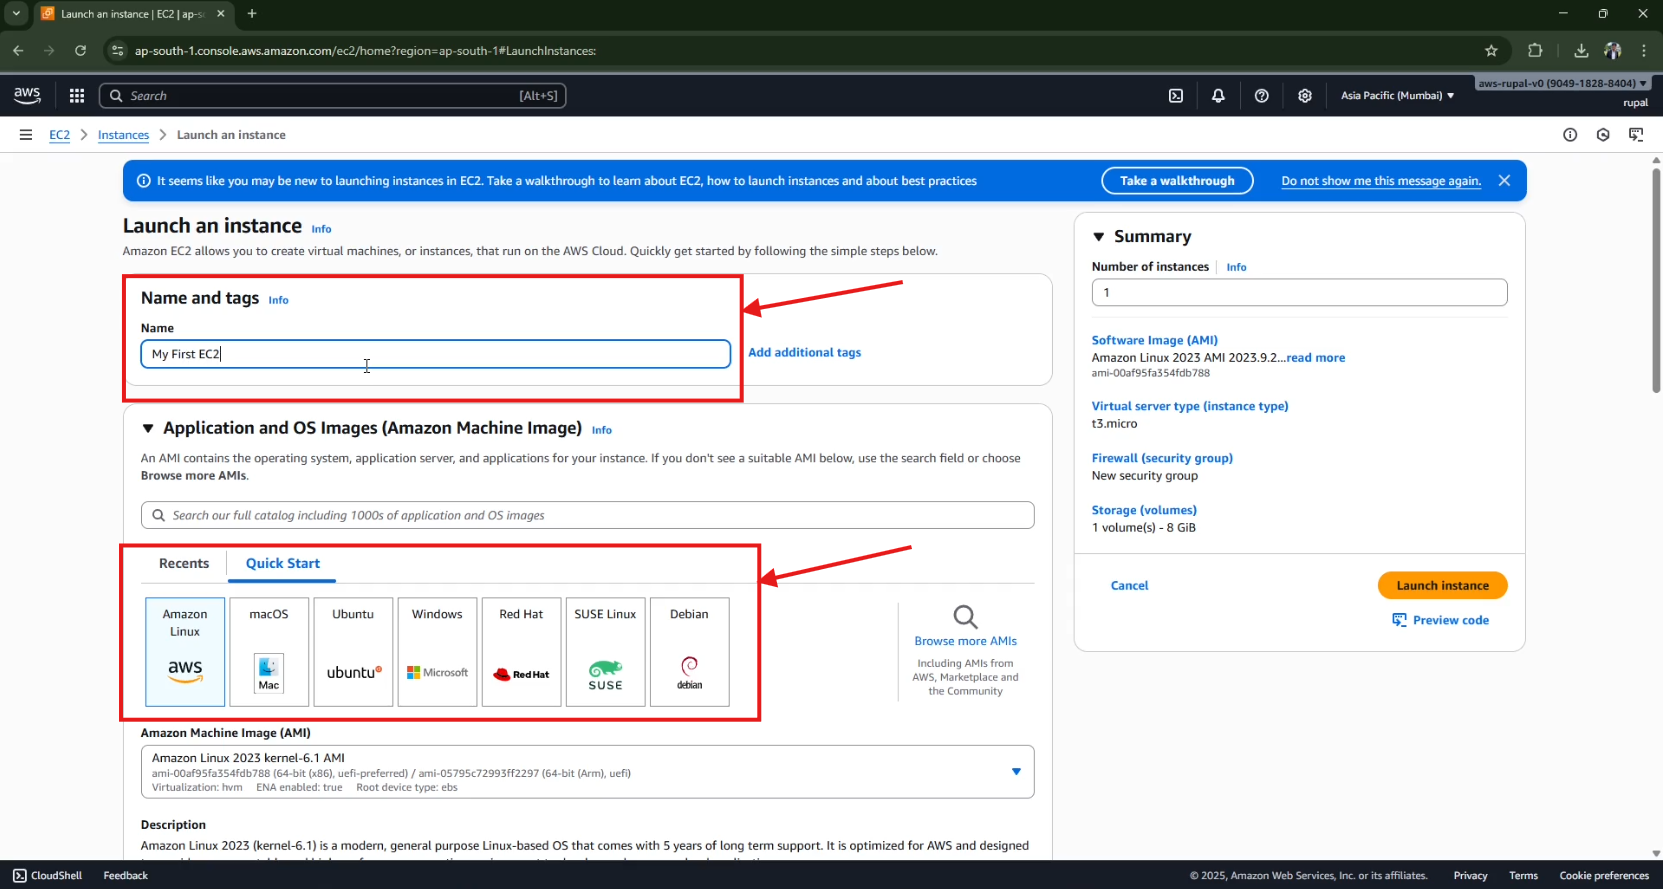 Launch an instance | EC2 | ap-s
ap-south-1.console.aws.amazon.com/ec2/home?region=ap-south-1#LaunchInstances:
aws
Search
[Alt+S]
Asia Pacific (Mumbai)
aws-rupal-v0 (9049-1828-8404)
rupal
EC2 > Instances > Launch an instance
It seems like you may be new to launching instances in EC2. Take a walkthrough to learn about EC2, how to launch instances and about best practices
Take a walkthrough
Do not show me this message again.
Launch an instance Info
Amazon EC2 allows you to create virtual machines, or instances, that run on the AWS Cloud. Quickly get started by following the simple steps below.
Name and tags Info
Name
My First EC2
Add additional tags
Application and OS Images (Amazon Machine Image) Info
An AMI contains the operating system, application server, and applications for your instance. If you don't see a suitable AMI below, use the search field or choose
Browse more AMIs.
Search our full catalog including 1000s of application and OS images
Recents
Quick Start
Amazon
Linux
aws
macOS
Mac
Ubuntu
ubuntu
Windows
Microsoft
Red Hat
Red Hat
SUSE Linux
SUSE
Debian
debian
Browse more AMIs
Including AMIs from
AWS, Marketplace and
the Community
Amazon Machine Image (AMI)
Amazon Linux 2023 kernel-6.1 AMI
ami-00af95fa354fdb788 (64-bit (x86), uefi-preferred) / ami-05795c72993ff2297 (64-bit (Arm), uefi)
Virtualization: hvm ENA enabled: true Root device type: ebs
Description
Amazon Linux 2023 (kernel-6.1) is a modern, general purpose Linux-based OS that comes with 5 years of long term support. It is optimized for AWS and designed
Summary
Number of instances Info
1
Software Image (AMI)
Amazon Linux 2023 AMI 2023.9.2...read more
ami-00af95fa354fdb788
Virtual server type (instance type)
t3.micro
Firewall (security group)
New security group
Storage (volumes)
1 volume(s) - 8 GiB
Cancel
Launch instance
Preview code
CloudShell
Feedback
© 2025, Amazon Web Services, Inc. or its affiliates.
Privacy
Terms
Cookie preferences